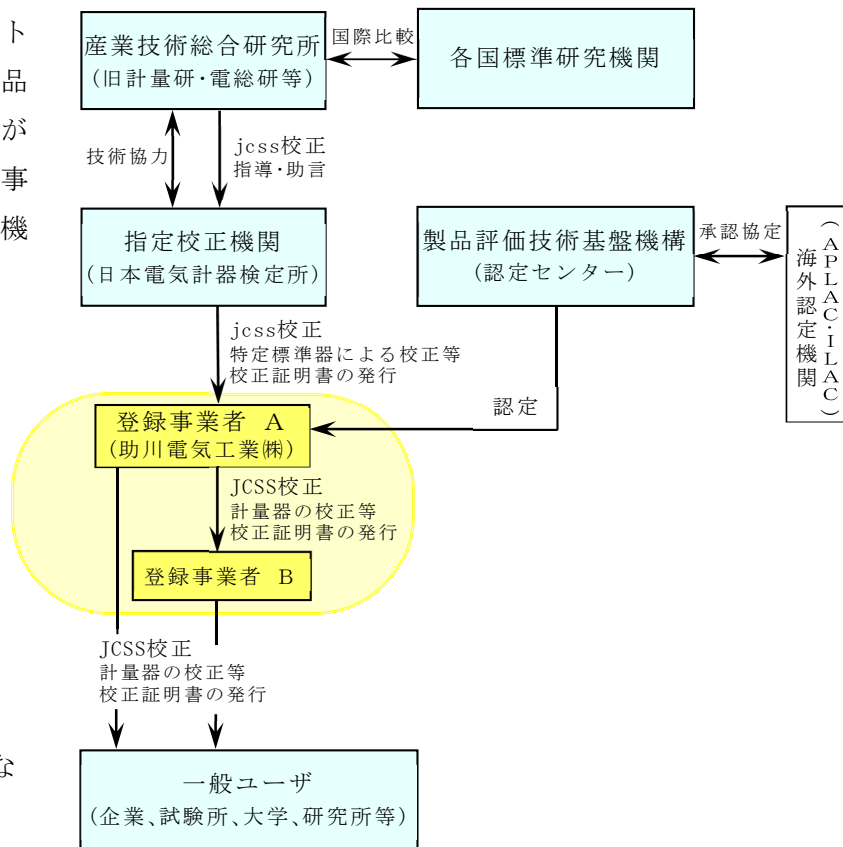 ト
品
が
事
機
な
産業技術総合研究所
(旧計量研・電総研等)
国際比較
各国標準研究機関
技術協力
jcss校正
指導・助言
指定校正機関
(日本電気計器検定所)
製品評価技術基盤機構
(認定センター)
承認協定
海外認定機関
(APLAC・ILAC)
jcss校正
特定標準器による校正等
校正証明書の発行
認定
登録事業者 A
(助川電気工業㈱)
JCSS校正
計量器の校正等
校正証明書の発行
登録事業者 B
JCSS校正
計量器の校正等
校正証明書の発行
一般ユーザ
(企業、試験所、大学、研究所等)